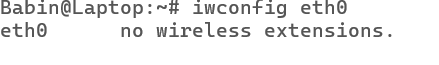 Babin@Laptop:~# iwconfig eth0
eth0      no wireless extensions.